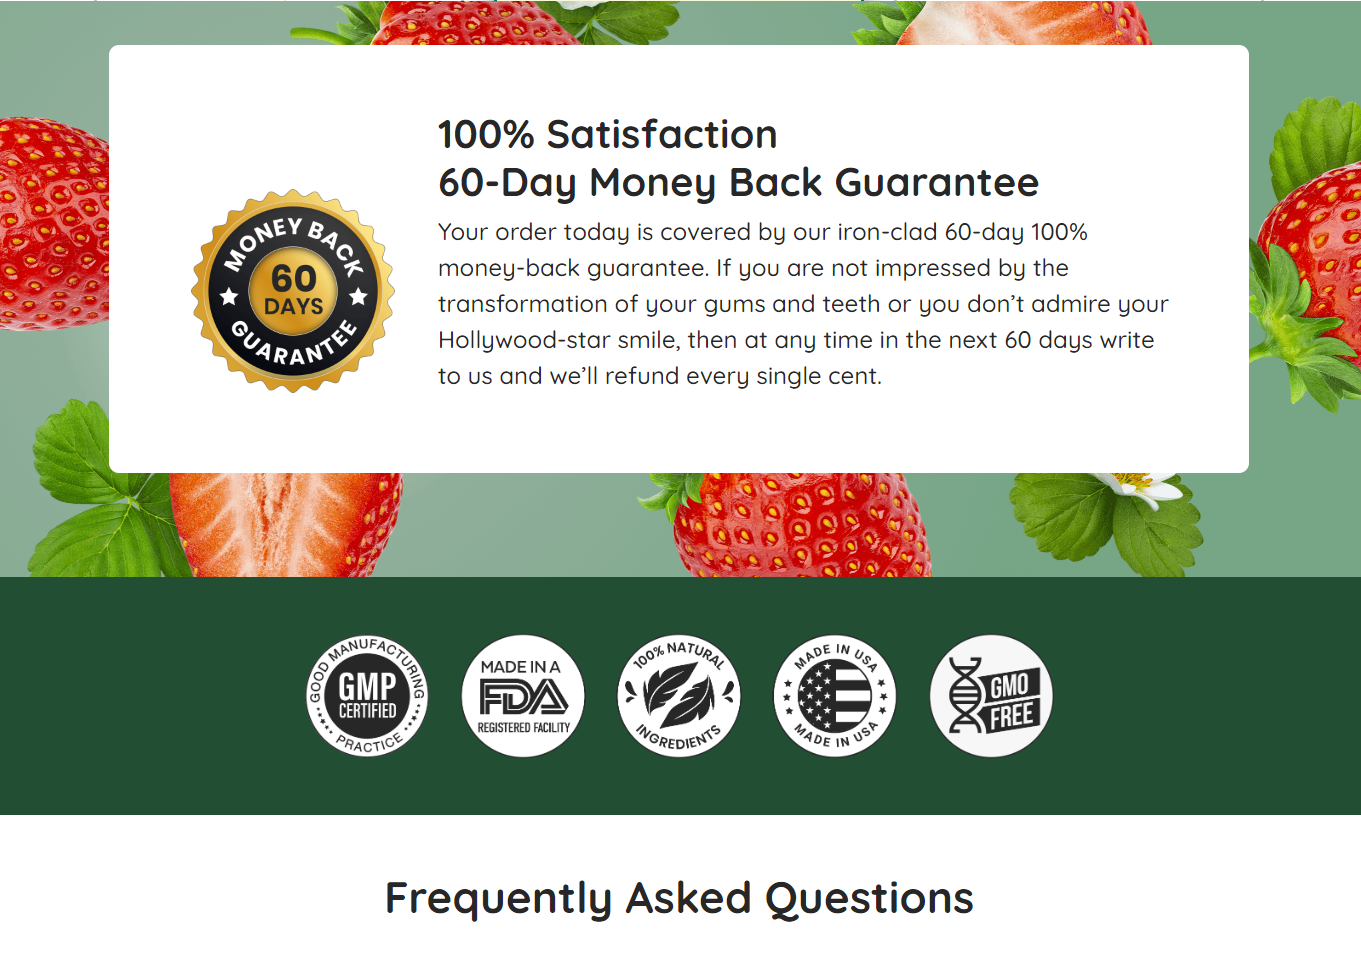 100% Satisfaction
60-Day Money Back Guarantee
Your order today is covered by our iron-clad 60-day 100%
money-back guarantee. If you are not impressed by the
transformation of your gums and teeth or you don’t admire your
Hollywood-star smile, then at any time in the next 60 days write
to us and we’ll refund every single cent.
MONEY BACK
60
DAYS
GUARANTEE
GOOD MANUFACTURING
GMP
CERTIFIED
PRACTICE
MADE IN A
FDA
REGISTERED FACILITY
100% NATURAL
INGREDIENTS
MADE IN USA
MADE IN USA
GMO
FREE
Frequently Asked Questions